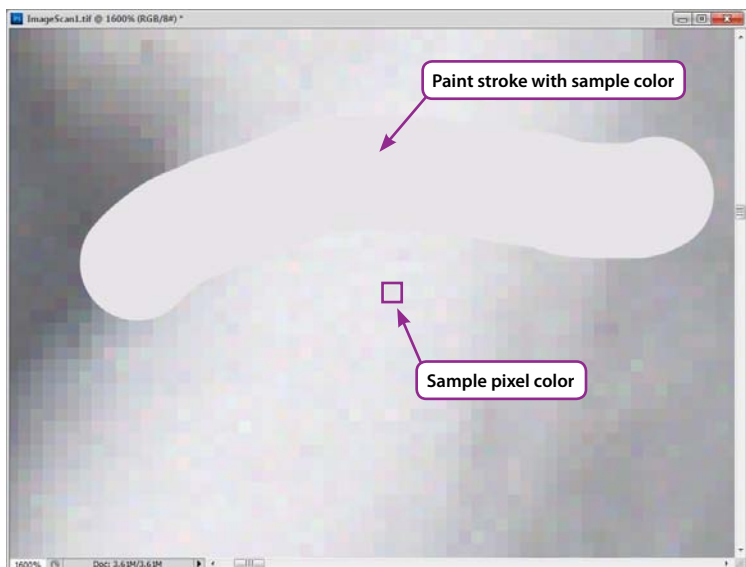 ImageScan1.tif @ 1600% (RGB/8#) *
Paint stroke with sample color
Sample pixel color
1600% Doc: 3.61M/3.61M